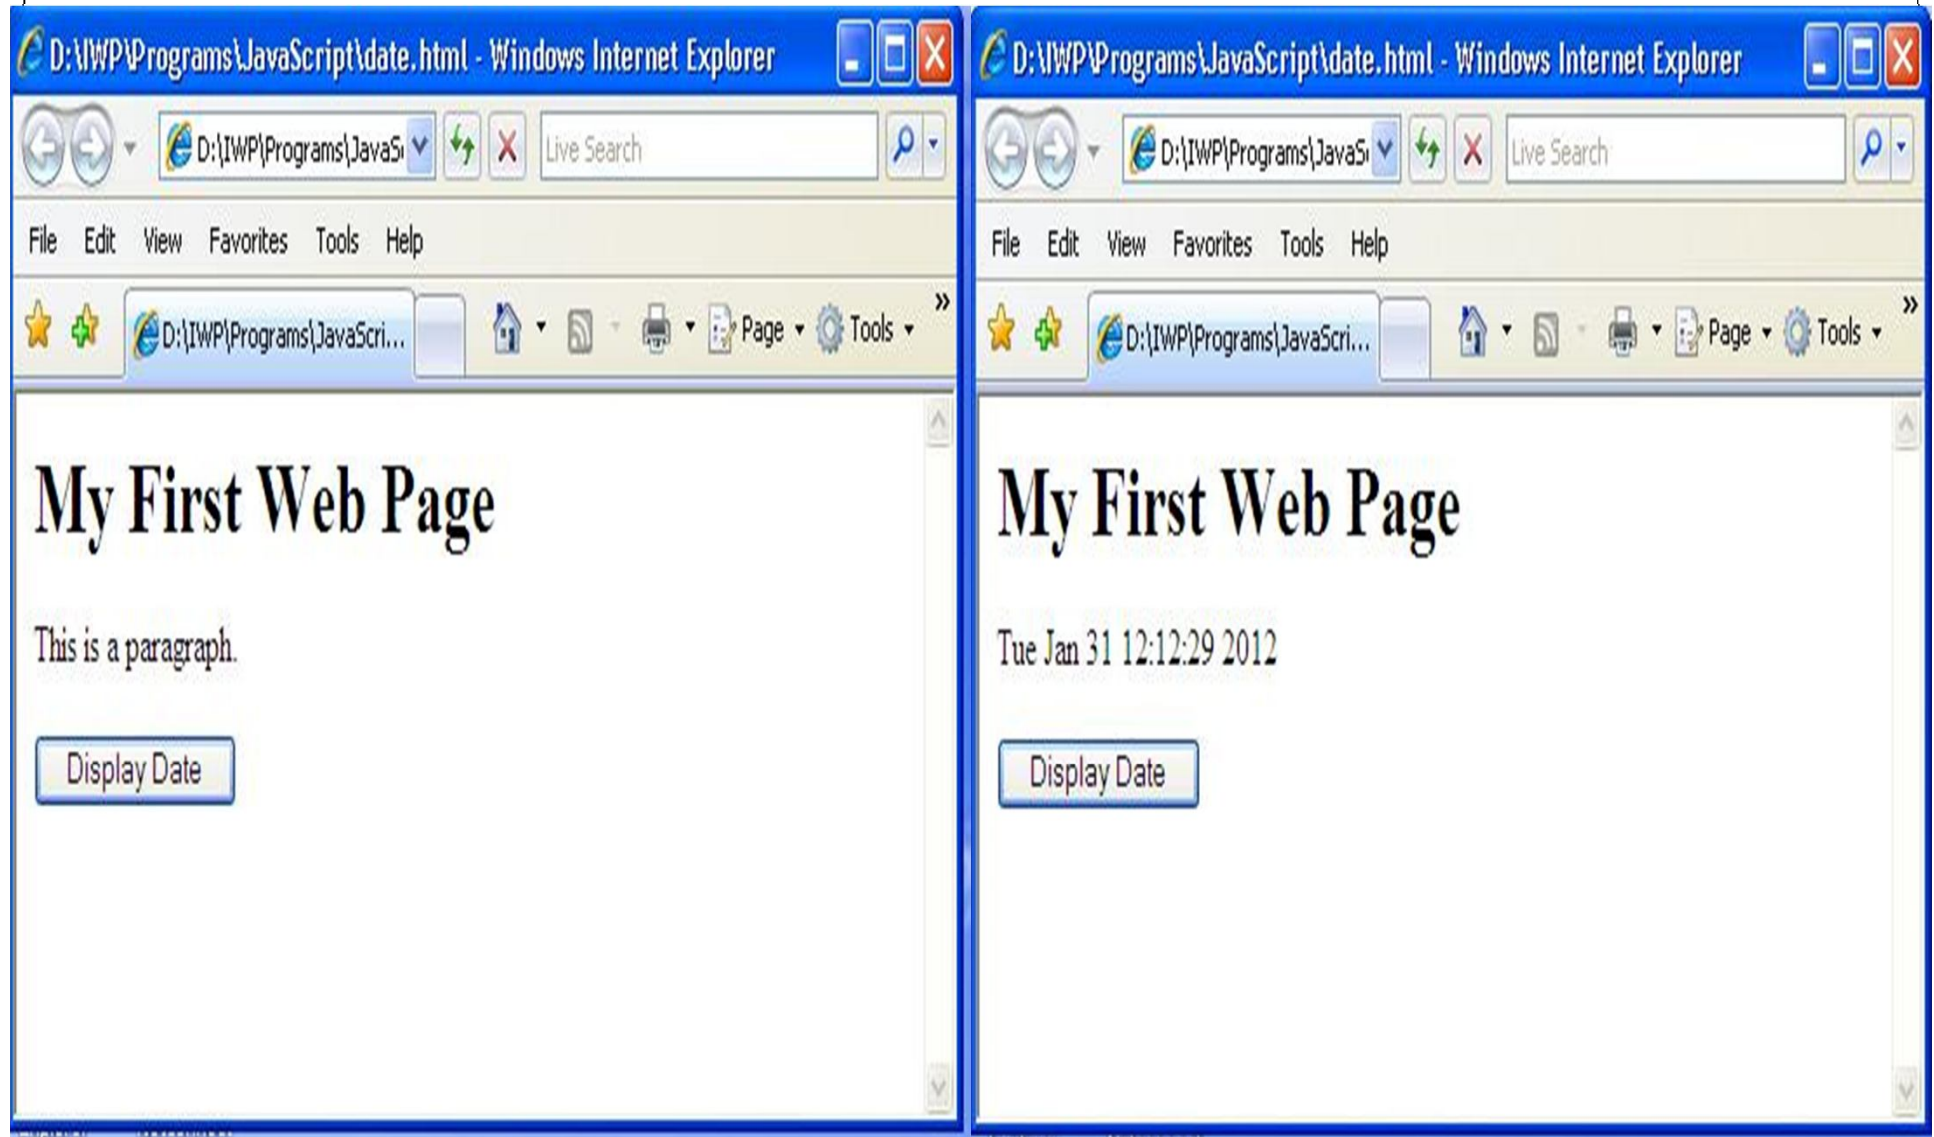 D:\IWP\Programs\JavaScript\date.html - Windows Internet Explorer
D:\IWP\Programs\JavaS
Live Search
File Edit View Favorites Tools Help
D:\IWP\Programs\JavaScri...
Page
Tools
»
My First Web Page
This is a paragraph.
Display Date
D:\IWP\Programs\JavaScript\date.html - Windows Internet Explorer
D:\IWP\Programs\JavaS
Live Search
File Edit View Favorites Tools Help
D:\IWP\Programs\JavaScri...
Page
Tools
»
My First Web Page
Tue Jan 31 12:12:29 2012
Display Date